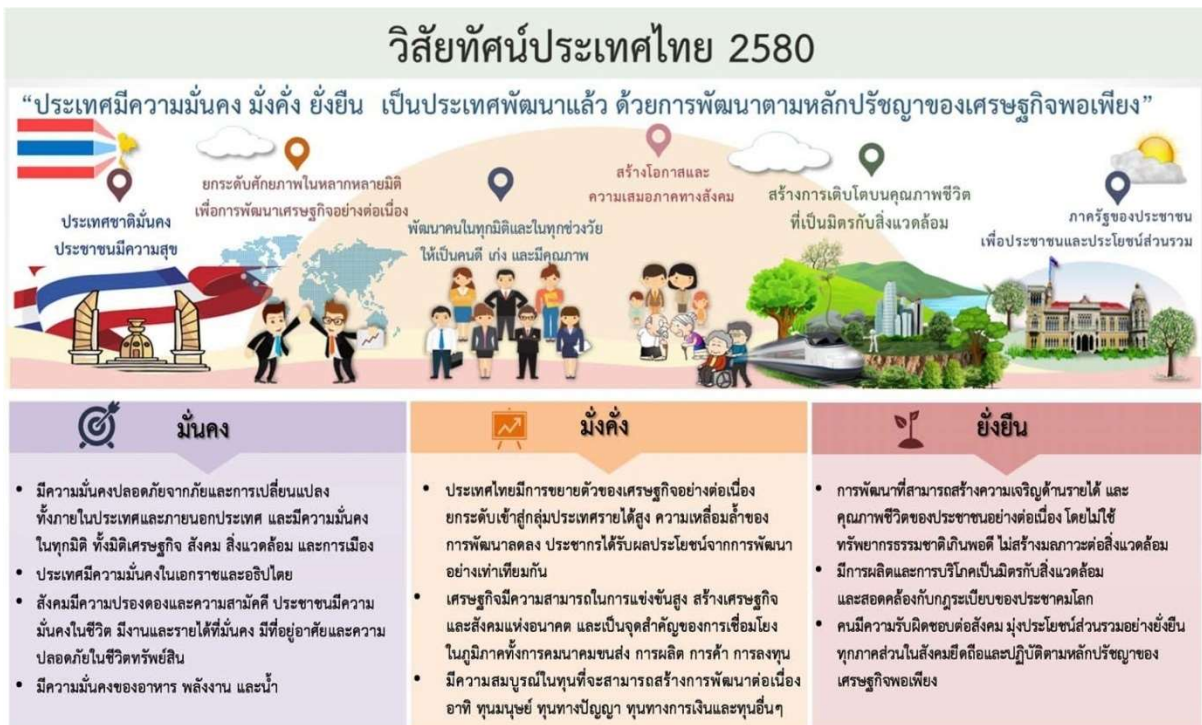 วิสัยทัศน์ประเทศไทย 2580
“ประเทศมีความมั่นคง มั่งคั่ง ยั่งยืน เป็นประเทศพัฒนาแล้ว ด้วยการพัฒนาตามหลักปรัชญาของเศรษฐกิจพอเพียง”
ประเทศชาติมั่นคง
ประชาชนมีความสุข
ยกระดับศักยภาพในหลากหลายมิติ
เพื่อการพัฒนาเศรษฐกิจอย่างต่อเนื่อง
พัฒนาคนในทุกมิติและในทุกช่วงวัย
ให้เป็นคนดี เก่ง และมีคุณภาพ
สร้างโอกาสและ
ความเสมอภาคทางสังคม
สร้างการเติบโตบนคุณภาพชีวิต
ที่เป็นมิตรกับสิ่งแวดล้อม
ภาครัฐของประชาชน
เพื่อประชาชนและประโยชน์ส่วนรวม
มั่นคง
• มีความมั่นคงปลอดภัยจากภัยและการเปลี่ยนแปลง
ทั้งภายในประเทศและภายนอกประเทศ และมีความมั่นคง
ในทุกมิติ ทั้งมิติเศรษฐกิจ สังคม สิ่งแวดล้อม และการเมือง
• ประเทศมีความมั่นคงในเอกราชและอธิปไตย
• สังคมมีความปรองดองและความสามัคคี ประชาชนมีความ
มั่นคงในชีวิต มีงานและรายได้ที่มั่นคง มีที่อยู่อาศัยและความ
ปลอดภัยในชีวิตทรัพย์สิน
• มีความมั่นคงของอาหาร พลังงาน และน้ำ
มั่งคั่ง
• ประเทศไทยมีการขยายตัวของเศรษฐกิจอย่างต่อเนื่อง
ยกระดับเข้าสู่กลุ่มประเทศรายได้สูง ความเหลื่อมล้ำของ
การพัฒนาลดลง ประชากรได้รับผลประโยชน์จากการพัฒนา
อย่างเท่าเทียมกัน
• เศรษฐกิจมีความสามารถในการแข่งขันสูง สร้างเศรษฐกิจ
และสังคมแห่งอนาคต และเป็นจุดสำคัญของการเชื่อมโยง
ในภูมิภาคทั้งการคมนาคมขนส่ง การผลิต การค้า การลงทุน
• มีความสมบูรณ์ในทุนที่จะสามารถสร้างการพัฒนาต่อเนื่อง
อาทิ ทุนมนุษย์ ทุนทางปัญญา ทุนทางการเงินและทุนอื่นๆ
ยั่งยืน
• การพัฒนาที่สามารถสร้างความเจริญด้านรายได้ และ
คุณภาพชีวิตของประชาชนอย่างต่อเนื่อง โดยไม่ใช้
ทรัพยากรธรรมชาติเกินพอดี ไม่สร้างมลภาวะต่อสิ่งแวดล้อม
• มีการผลิตและการบริโภคเป็นมิตรกับสิ่งแวดล้อม
และสอดคล้องกับกฎระเบียบของประชาคมโลก
• คนมีความรับผิดชอบต่อสังคม มุ่งประโยชน์ส่วนรวมอย่างยั่งยืน
ทุกภาคส่วนในสังคมยึดถือและปฏิบัติตามหลักปรัชญาของ
เศรษฐกิจพอเพียง